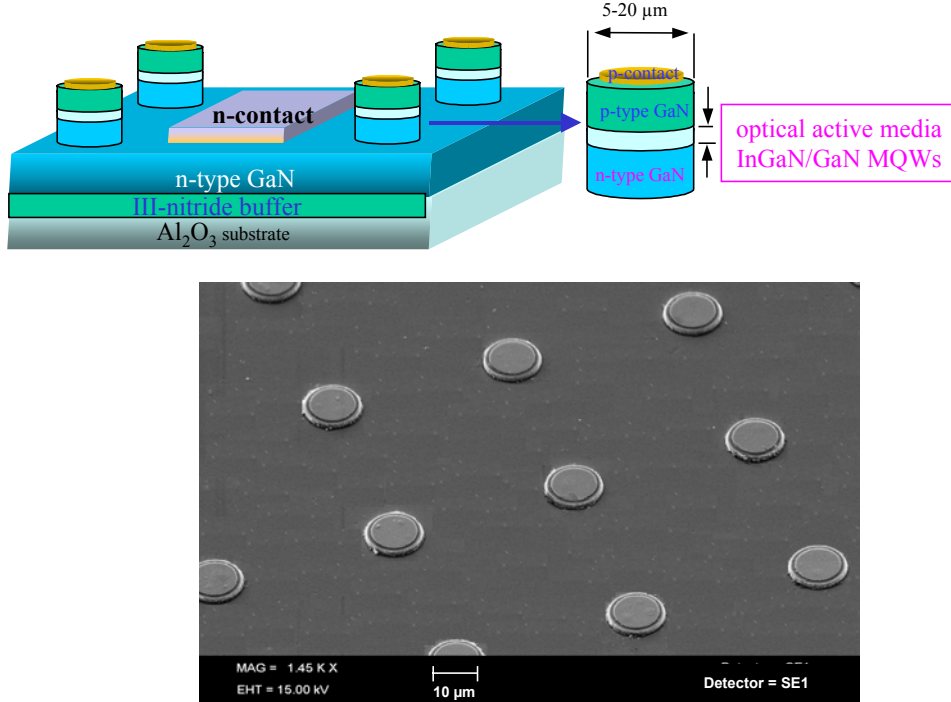 5-20 µm
p-contact
n-contact
p-type GaN
optical active media
InGaN/GaN MQWs
n-type GaN
n-type GaN
III-nitride buffer
Al₂O₃ substrate
MAG = 1.45 K X
EHT = 15.00 kV
10 µm
Detector = SE1